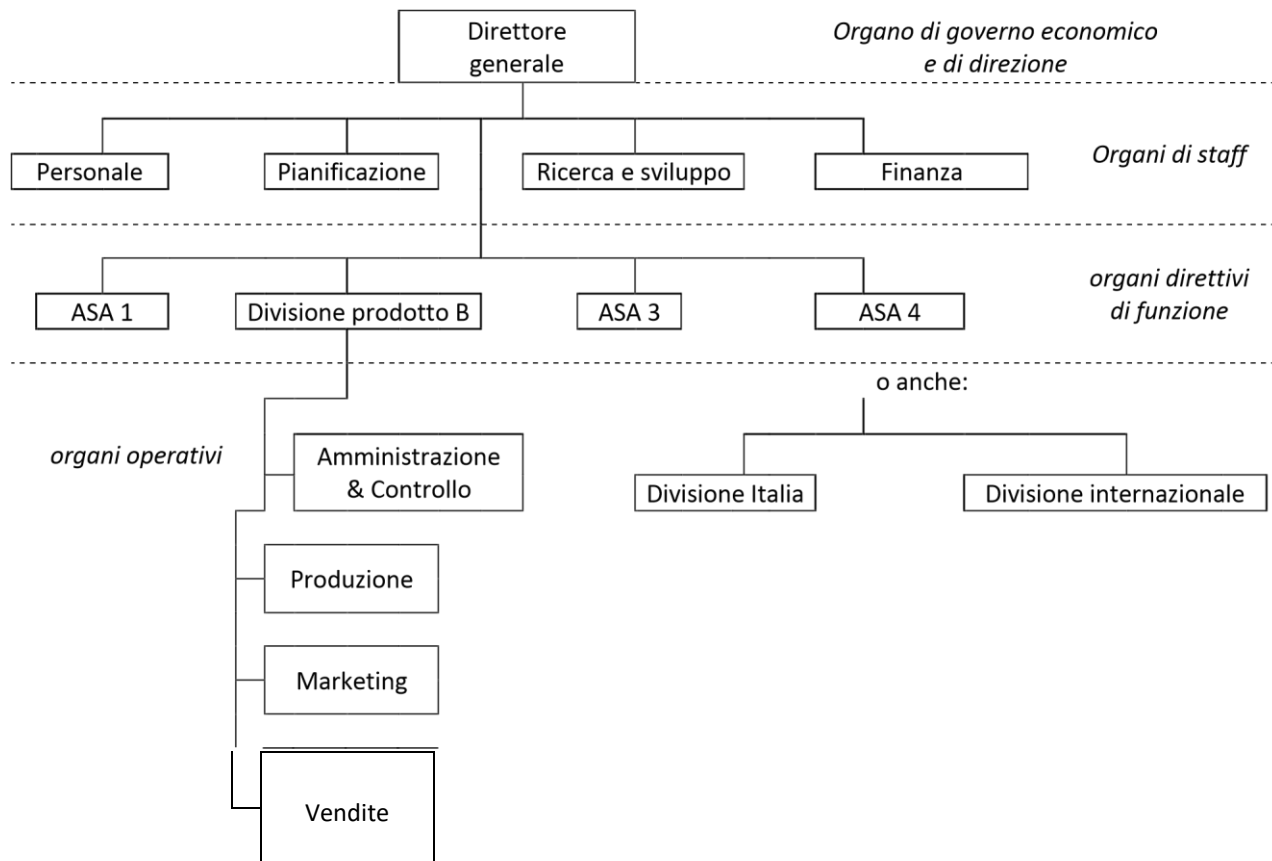 Direttore
generale
Organo di governo economico
e di direzione
Personale
Pianificazione
Ricerca e sviluppo
Finanza
Organi di staff
ASA 1
Divisione prodotto B
ASA 3
ASA 4
organi direttivi
di funzione
o anche:
organi operativi
Amministrazione
& Controllo
Divisione Italia
Divisione internazionale
Produzione
Marketing
Vendite